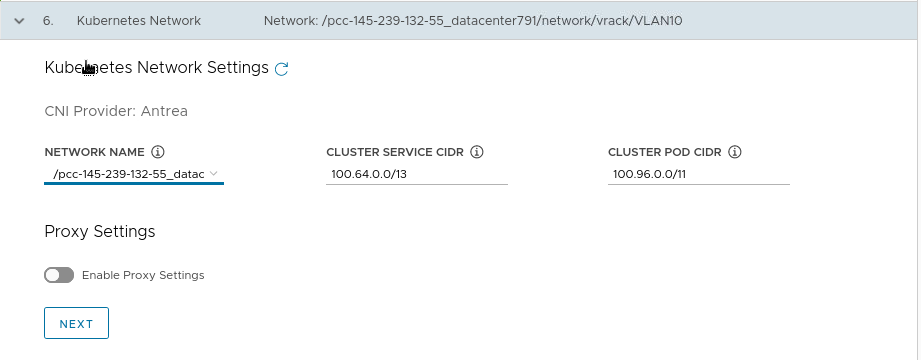 6. Kubernetes Network Network: /pcc-145-239-132-55_datacenter791/network/vrack/VLAN10
Kubernetes Network Settings
CNI Provider: Antrea
NETWORK NAME CLUSTER SERVICE CIDR CLUSTER POD CIDR
/pcc-145-239-132-55_datac 100.64.0.0/13 100.96.0.0/11
Proxy Settings
Enable Proxy Settings
NEXT